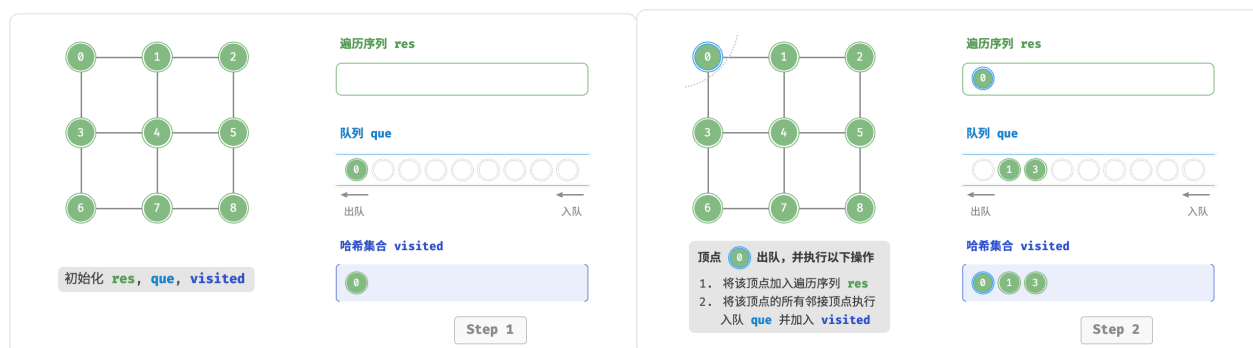 0 1 2
3 4 5
6 7 8
初始化 res, que, visited
遍历序列 res
队列 que
0
出队 入队
哈希集合 visited
0
Step 1
0 1 2
3 4 5
6 7 8
顶点 0 出队，并执行以下操作
1. 将该顶点加入遍历序列 res
2. 将该顶点的所有邻接顶点执行
入队 que 并加入 visited
遍历序列 res
0
队列 que
1 3
出队 入队
哈希集合 visited
0 1 3
Step 2